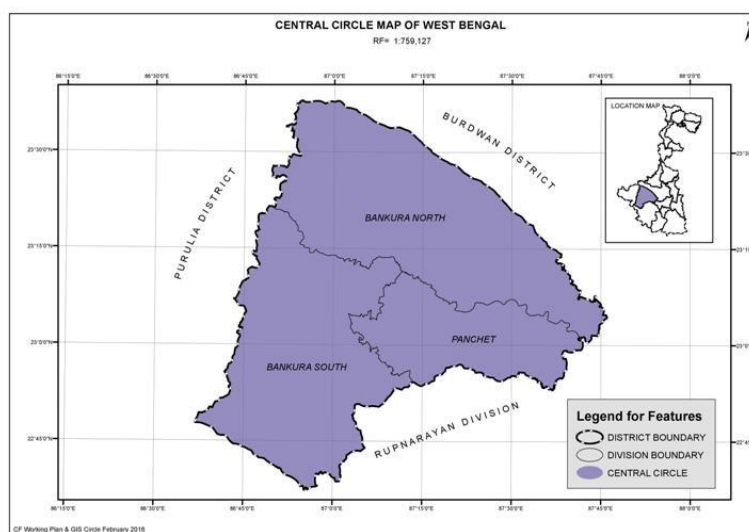 CENTRAL CIRCLE MAP OF WEST BENGAL
RF= 1:759,127
86°15'0"E 86°30'0"E 86°45'0"E 87°0'0"E 87°15'0"E 87°30'0"E 87°45'0"E 88°0'0"E
LOCATION MAP
BURDWAN DISTRICT
23°30'0"N
PURULIA DISTRICT
BANKURA NORTH
23°15'0"N
23°0'0"N
PANCHET
BANKURA SOUTH
RUPNARAYAN DIVISION
22°45'0"N
Legend for Features
DISTRICT BOUNDARY
DIVISION BOUNDARY
CENTRAL CIRCLE
86°15'0"E 86°30'0"E 86°45'0"E 87°0'0"E 87°15'0"E 87°30'0"E 87°45'0"E 88°0'0"E
CF Working Plan & GIS Circle February 2016